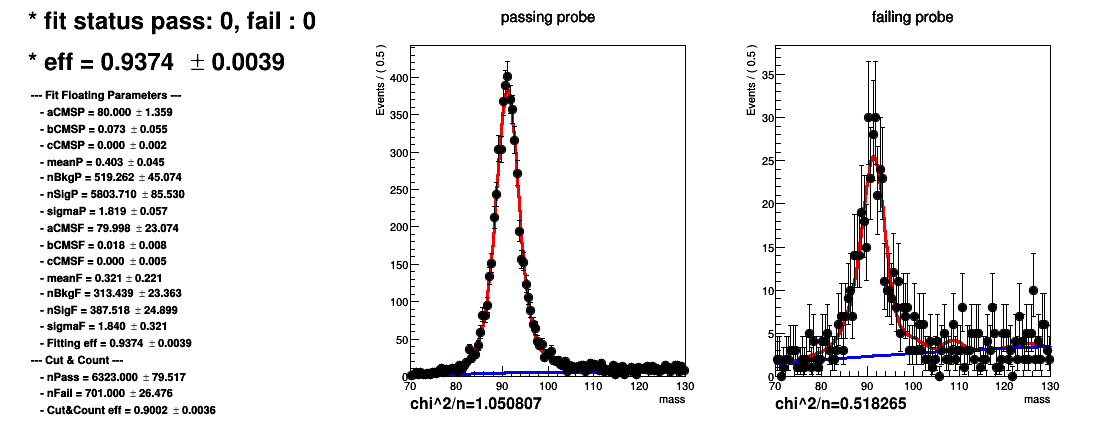 * fit status pass: 0, fail : 0
* eff = 0.9374 ± 0.0039
--- Fit Floating Parameters ---
- aCMSP = 80.000 ± 1.359
- bCMSP = 0.073 ± 0.055
- cCMSP = 0.000 ± 0.002
- meanP = 0.403 ± 0.045
- nBkgP = 519.262 ± 45.074
- nSigP = 5803.710 ± 85.530
- sigmaP = 1.819 ± 0.057
- aCMSF = 79.998 ± 23.074
- bCMSF = 0.018 ± 0.008
- cCMSF = 0.000 ± 0.005
- meanF = 0.321 ± 0.221
- nBkgF = 313.439 ± 23.363
- nSigF = 387.518 ± 24.899
- sigmaF = 1.840 ± 0.321
- Fitting eff = 0.9374 ± 0.0039
--- Cut & Count ---
- nPass = 6323.000 ± 79.517
- nFail = 701.000 ± 26.476
- Cut&Count eff = 0.9002 ± 0.0036
passing probe
Events / ( 0.5 )
400
350
300
250
200
150
100
50
0
70 80 90 100 110 120 130
mass
chi^2/n=1.050807
failing probe
Events / ( 0.5 )
35
30
25
20
15
10
5
0
70 80 90 100 110 120 130
mass
chi^2/n=0.518265